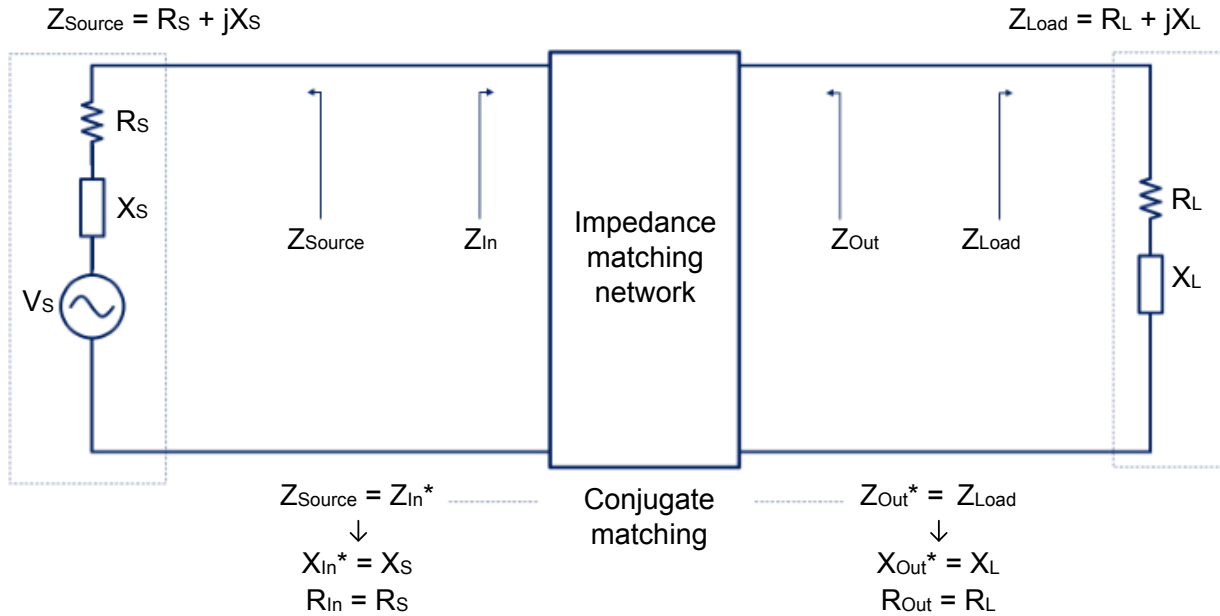 ZSource = RS + jXS
ZLoad = RL + jXL
RS
XS
VS
ZSource
ZIn
Impedance
matching
network
ZOut
ZLoad
RL
XL
ZSource = ZIn*
↓
XIn* = XS
RIn = RS
Conjugate
matching
ZOut* = ZLoad
↓
XOut* = XL
ROut = RL